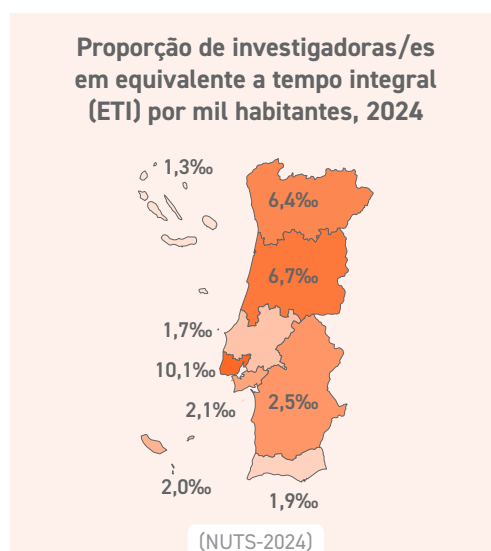 Proporção de investigadoras/es
em equivalente a tempo integral
(ETI) por mil habitantes, 2024
1,3‰
6,4‰
6,7‰
1,7‰
10,1‰
2,1‰
2,5‰
2,0‰
1,9‰
(NUTS-2024)